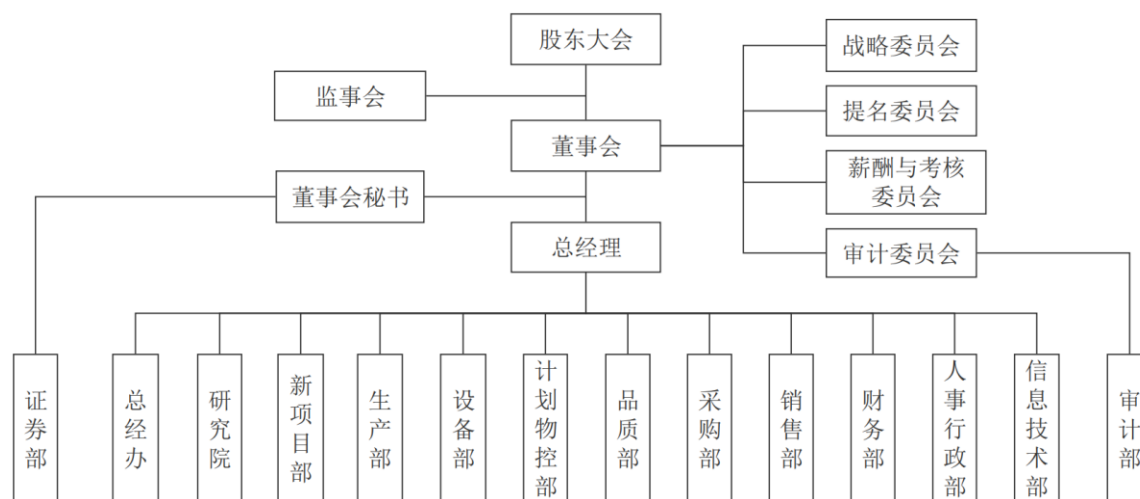 股东大会
战略委员会
监事会
提名委员会
董事会
薪酬与考核
委员会
董事会秘书
总经理
审计委员会
证券部
总经办
研究院
新项目部
生产部
设备部
计划物控部
品质部
采购部
销售部
财务部
人事行政部
信息技术部
审计部